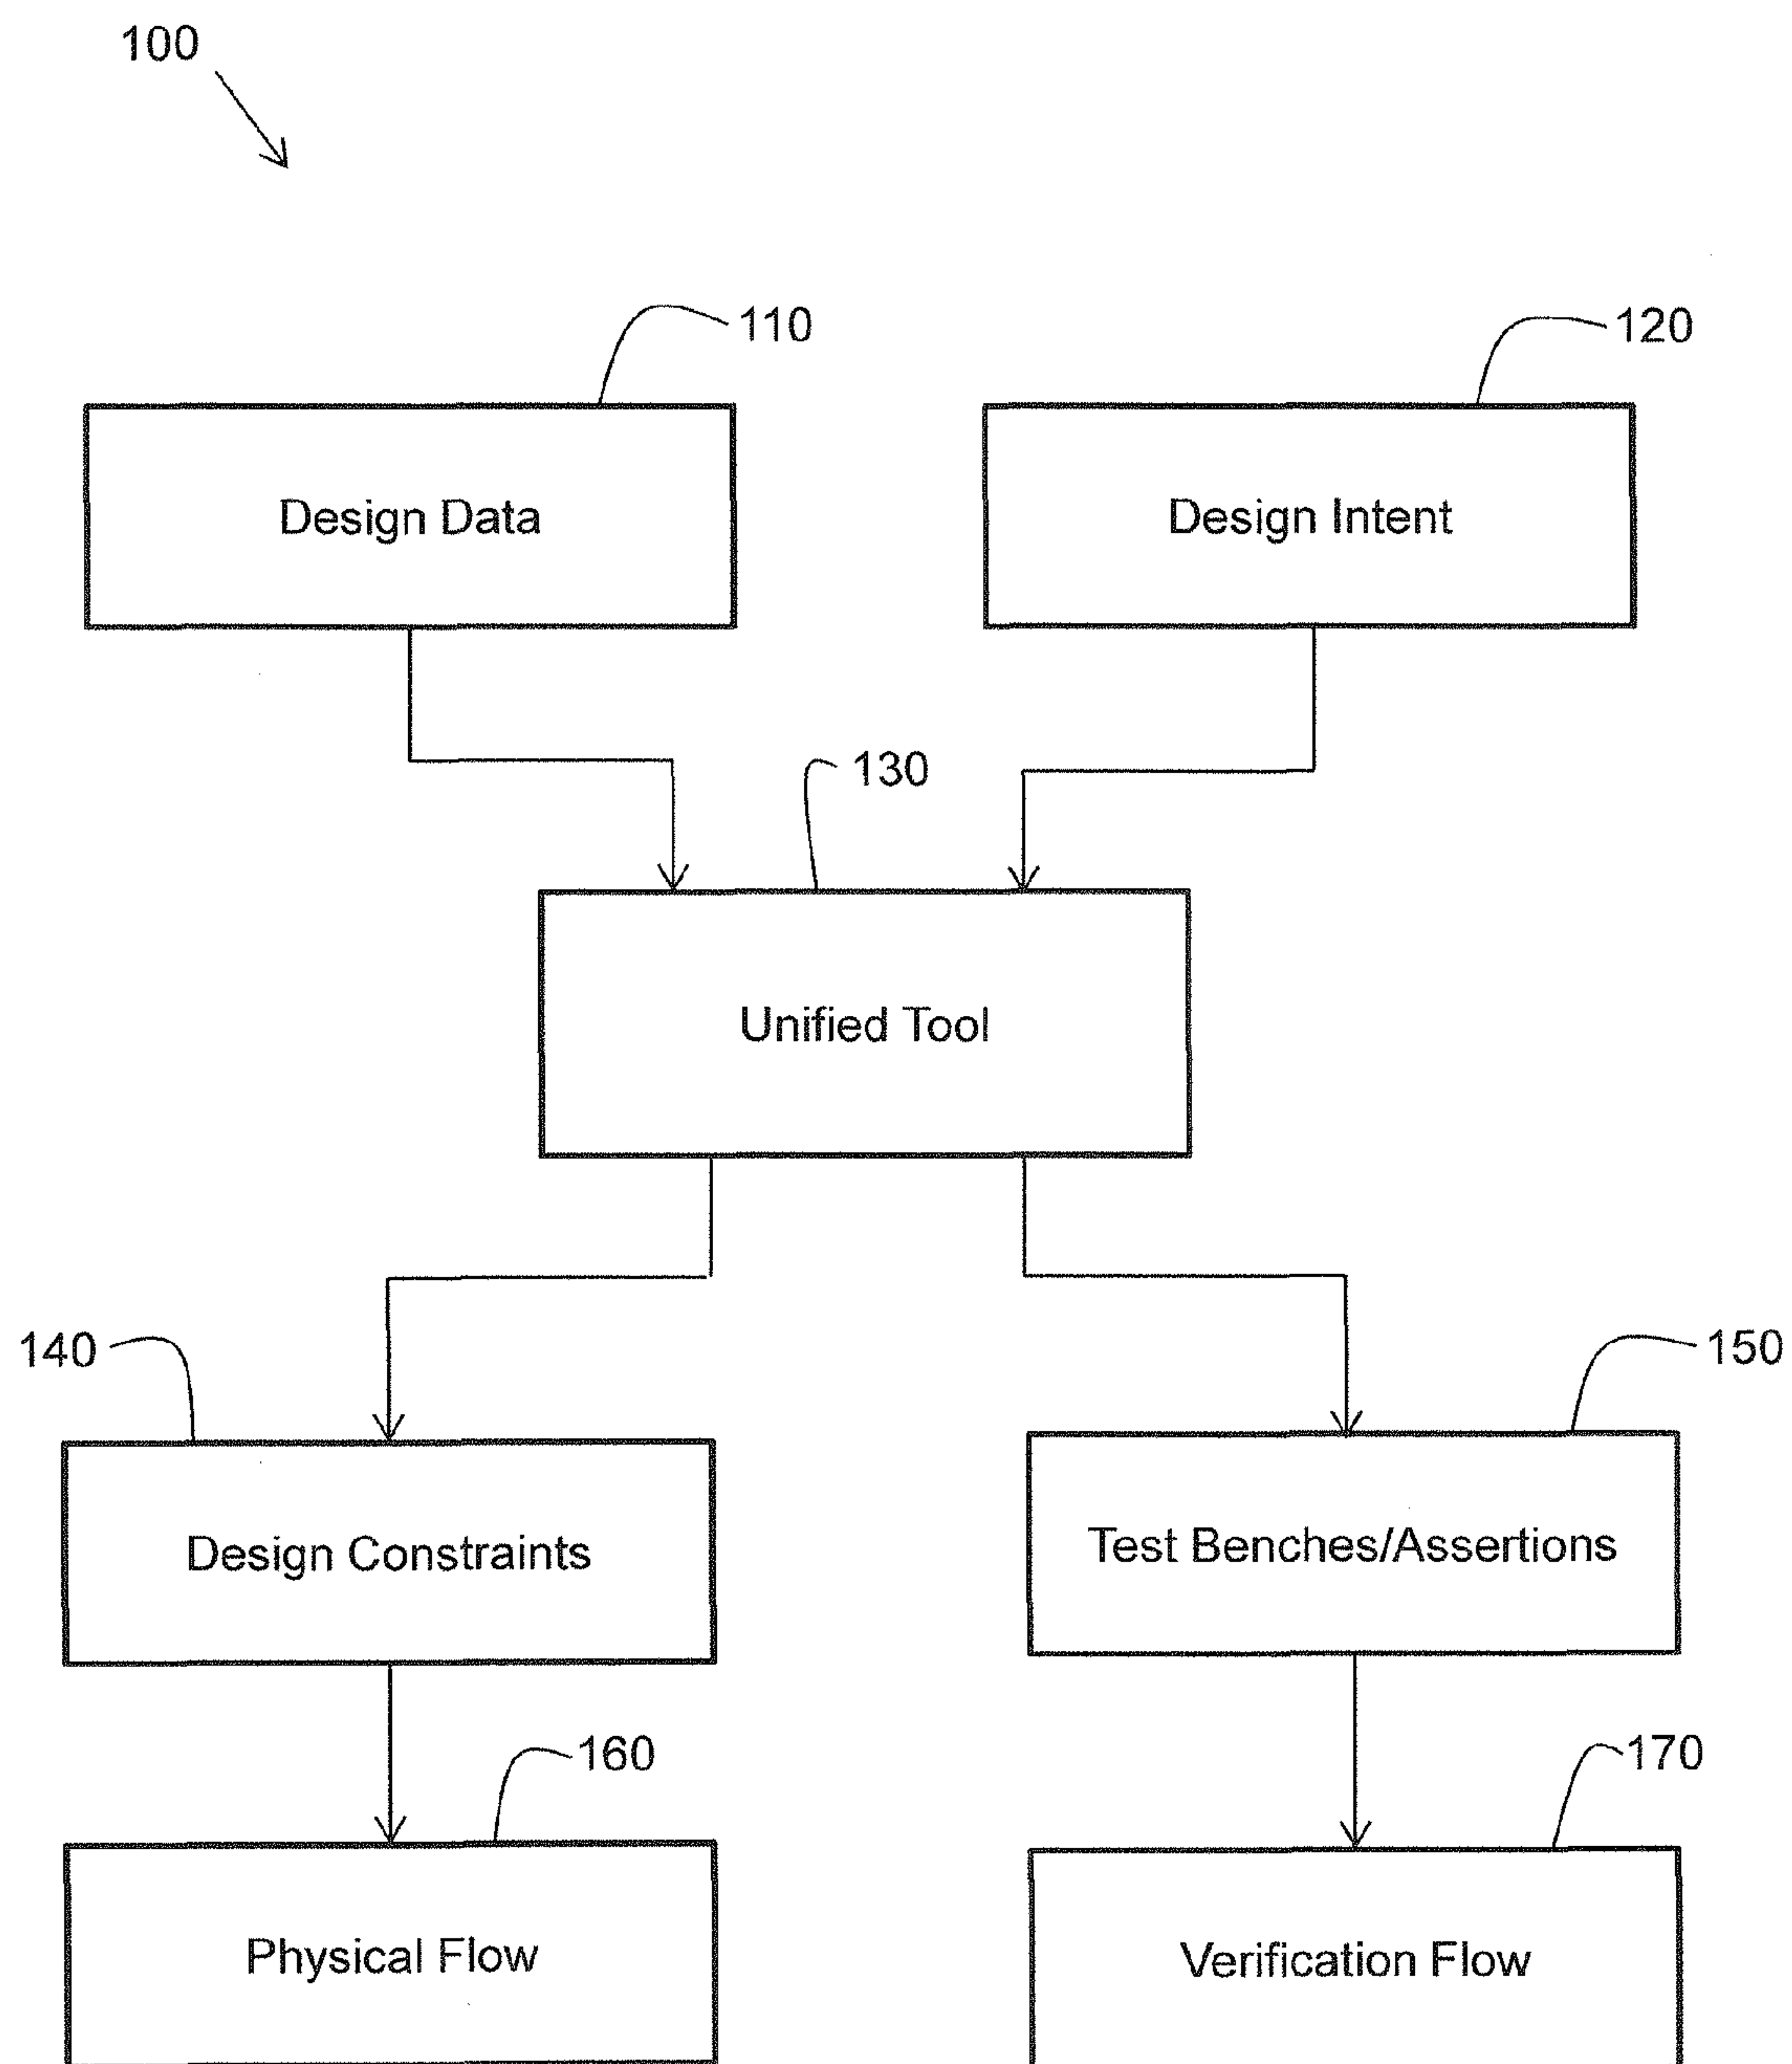 100
110
120
Design Data
Design Intent
130
Unified Tool
140
150
Design Constraints
Test Benches/Assertions
160
170
Physical Flow
Verification Flow